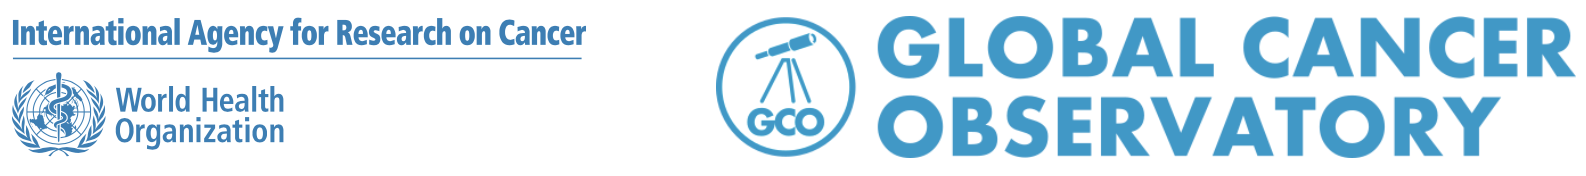 International Agency for Research on Cancer
World Health
Organization
GCO
GLOBAL CANCER
OBSERVATORY